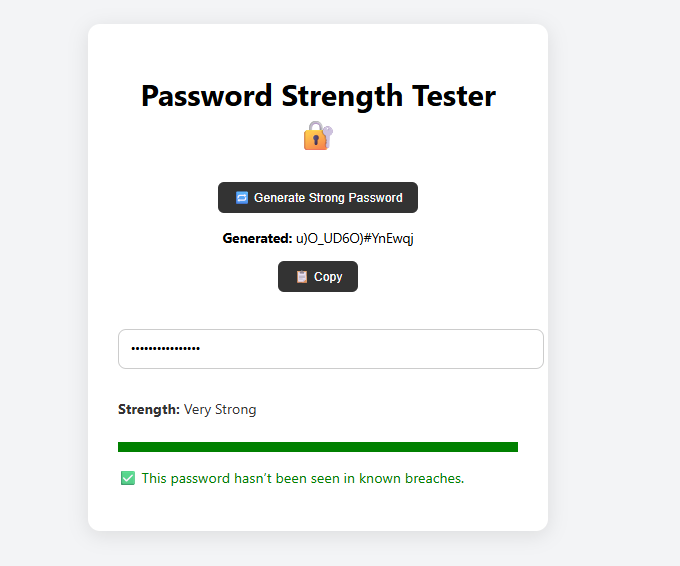 Password Strength Tester
Generate Strong Password
Generated: u)O_UD6O)#YnEwqj
Copy
••••••••••••••••
Strength: Very Strong
This password hasn’t been seen in known breaches.